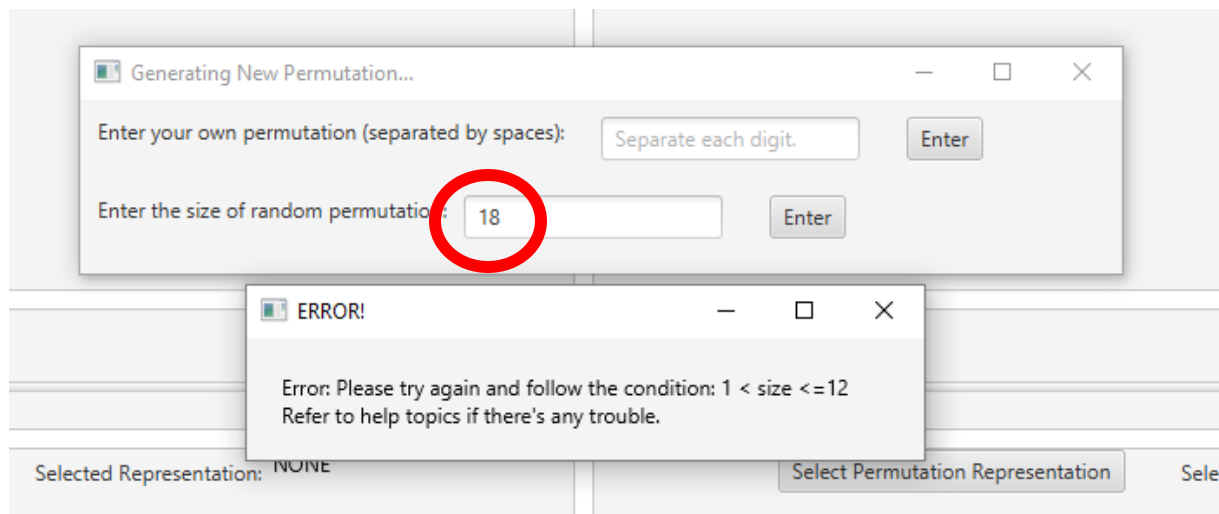 Generating New Permutation...
Enter your own permutation (separated by spaces): Separate each digit. Enter
Enter the size of random permutation: 18 Enter
ERROR!
Error: Please try again and follow the condition: 1 < size <=12
Refer to help topics if there's any trouble.
Selected Representation: NONE Select Permutation Representation Sele